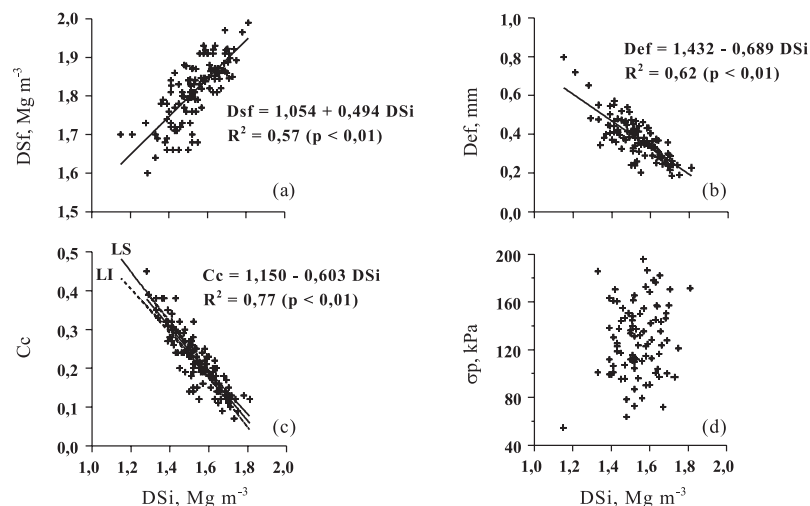 2,0
1,9
1,8
1,7
1,6
1,5
DSf, Mg m-3
Dsf = 1,054 + 0,494 DSi
R2 = 0,57 (p < 0,01)
(a)
1,0
0,8
0,6
0,4
0,2
0,0
Def, mm
Def = 1,432 - 0,689 DSi
R2 = 0,62 (p < 0,01)
(b)
0,5
0,4
0,3
0,2
0,1
0,0
Cc
LS
LI
Cc = 1,150 - 0,603 DSi
R2 = 0,77 (p < 0,01)
(c)
1,0 1,2 1,4 1,6 1,8 2,0
DSi, Mg m-3
200
160
120
80
40
σp, kPa
(d)
1,0 1,2 1,4 1,6 1,8 2,0
DSi, Mg m-3